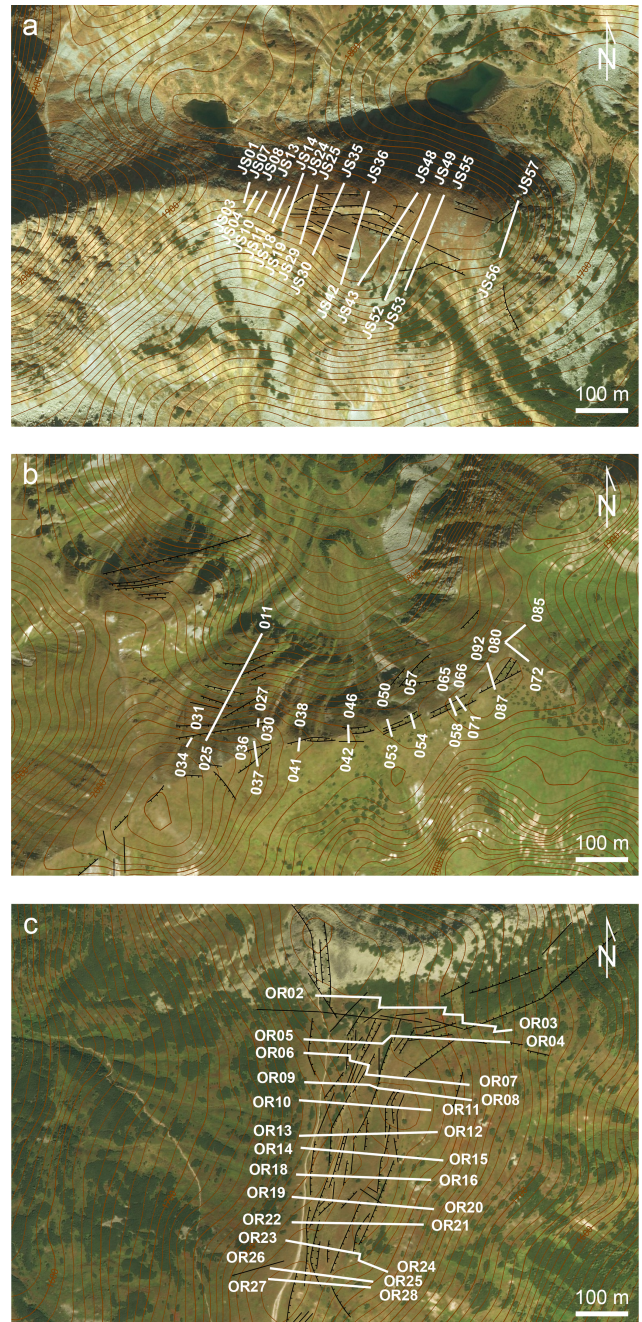 a
N
JS01
JS07
JS08
JS13
JS14
JS24
JS25
JS35
JS36
JS48
JS49
JS55
JS57
JS03
JS04
JS10
JS11
JS18
JS19
JS29
JS30
JS42
JS43
JS52
JS53
JS56
100 m
b
N
011
085
080
092
072
066
065
057
050
046
038
027
030
031
034
025
036
037
041
042
053
054
058
071
087
100 m
c
N
OR02
OR03
OR05
OR04
OR06
OR07
OR09
OR08
OR10
OR11
OR13
OR12
OR14
OR15
OR18
OR16
OR19
OR20
OR22
OR21
OR23
OR24
OR26
OR25
OR27
OR28
100 m